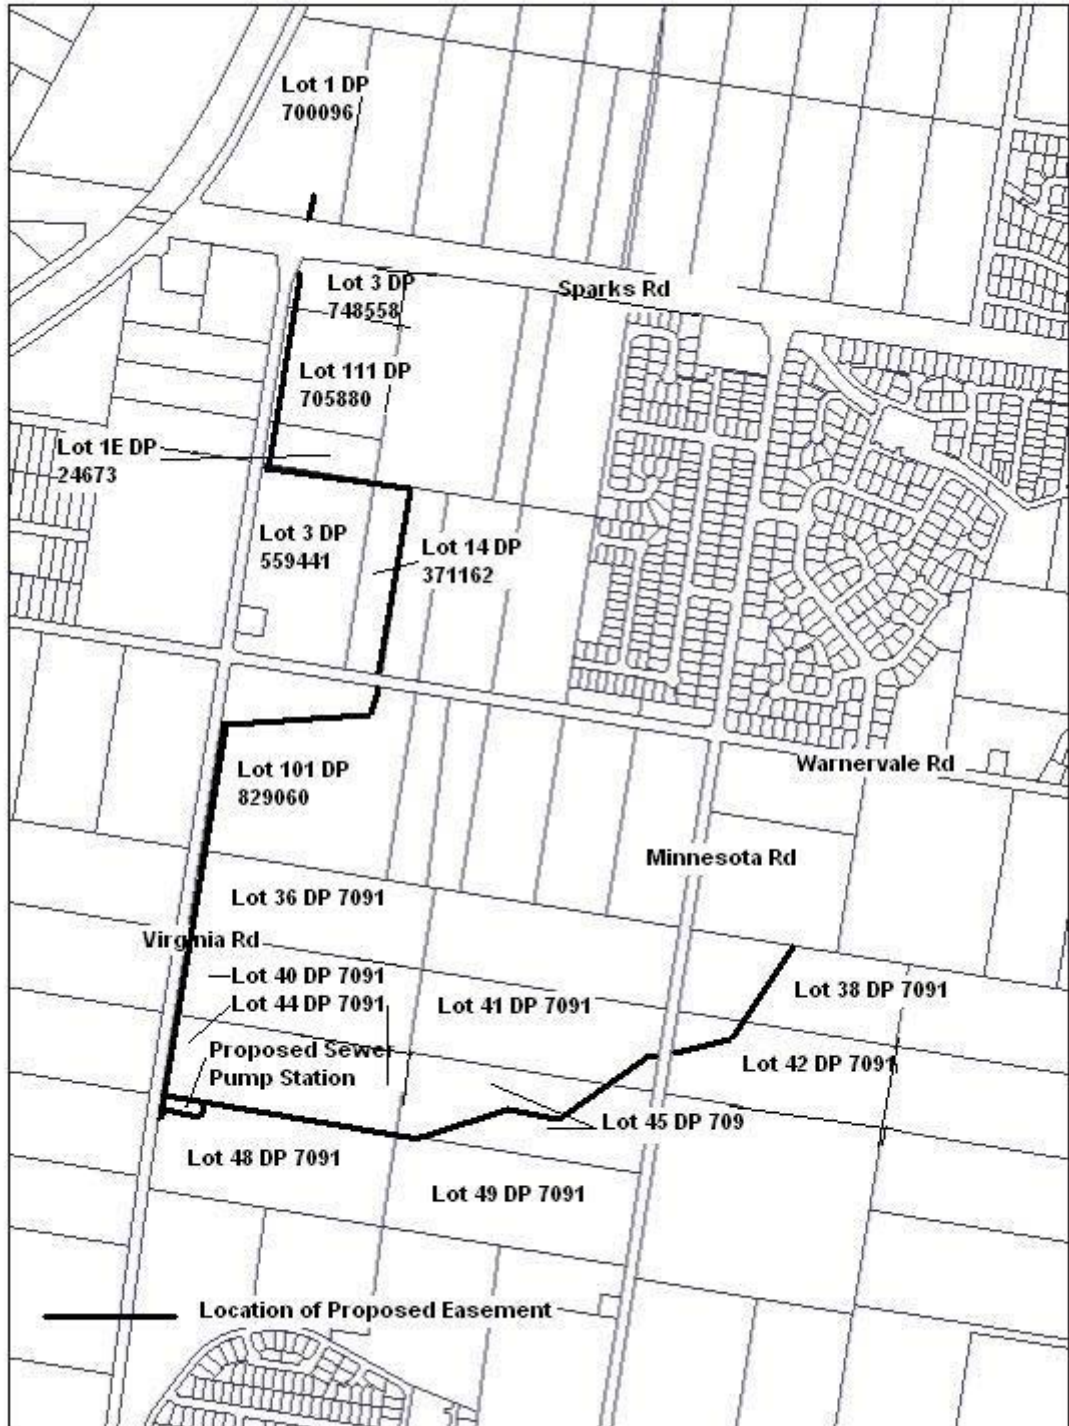 Lot 1 DP
700096
Lot 3 DP
748558
Sparks Rd
Lot 111 DP
705880
Lot 1E DP
24673
Lot 3 DP
559441
Lot 14 DP
371162
Lot 101 DP
829060
Warnervale Rd
Minnesota Rd
Lot 36 DP 7091
Virginia Rd
Lot 40 DP 7091
Lot 44 DP 7091
Lot 41 DP 7091
Lot 38 DP 7091
Proposed Sewer
Pump Station
Lot 42 DP 7091
Lot 45 DP 709
Lot 48 DP 7091
Lot 49 DP 7091
Location of Proposed Easement